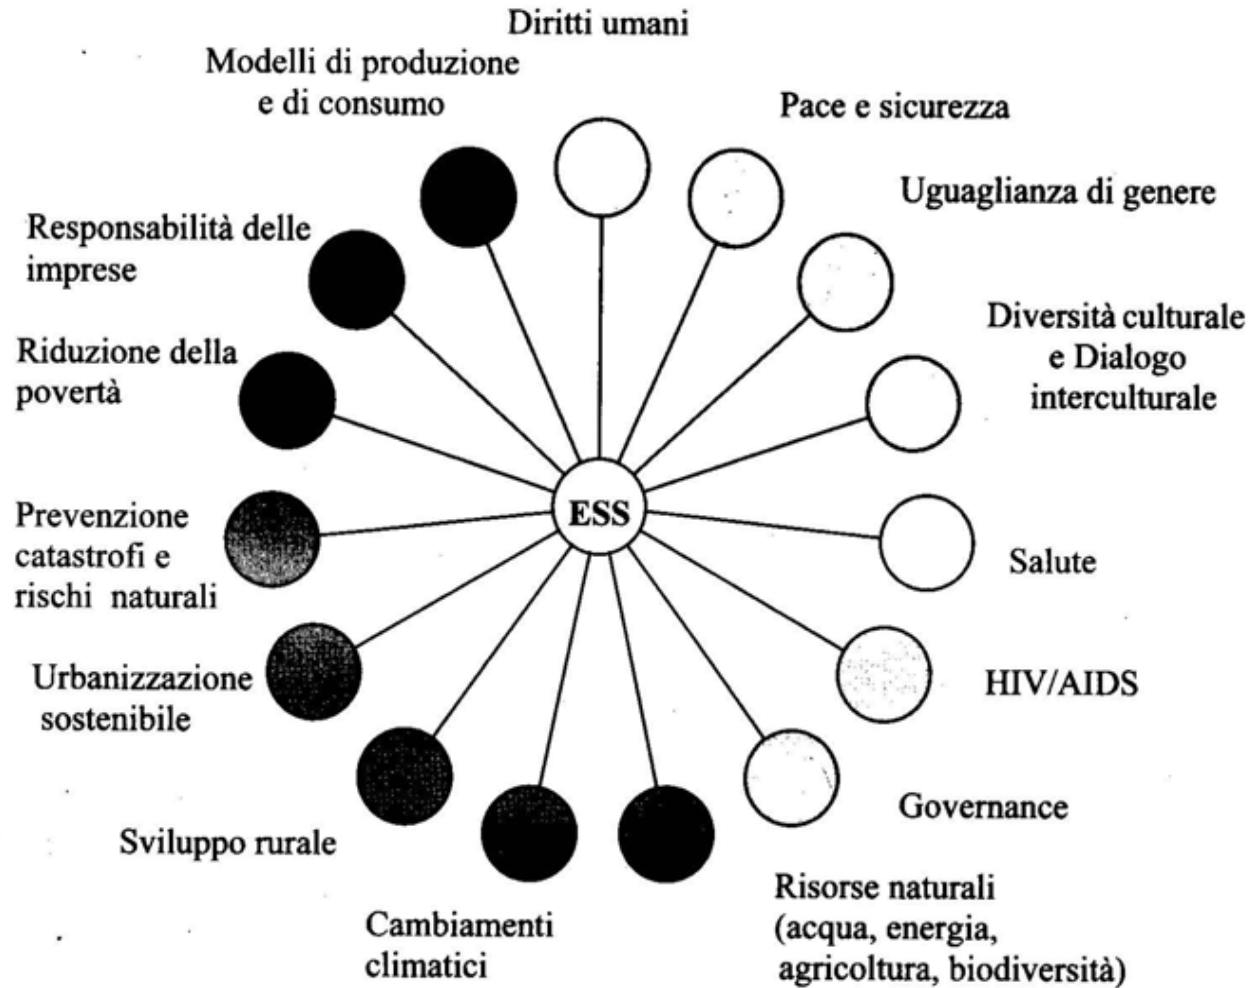 Diritti umani
Modelli di produzione
e di consumo
Pace e sicurezza
Uguaglianza di genere
Responsabilità delle
imprese
Diversità culturale
e Dialogo
interculturale
Riduzione della
povertà
ESS
Prevenzione
catastrofi e
rischi naturali
Salute
Urbanizzazione
sostenibile
HIV/AIDS
Governance
Sviluppo rurale
Risorse naturali
(acqua, energia,
agricoltura, biodiversità)
Cambiamenti
climatici